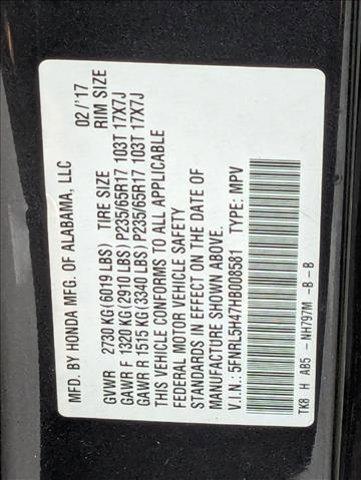 MFD. BY HONDA MFG. OF ALABAMA, LLC 02/'17
GVWR 2730 KG(6019 LBS) TIRE SIZE RIM SIZE
GAWR F 1320 KG(2910 LBS) P235/65R17 103T 17X7J
GAWR R 1515 KG(3340 LBS) P235/65R17 103T 17X7J
THIS VEHICLE CONFORMS TO ALL APPLICABLE
FEDERAL MOTOR VEHICLE SAFETY
STANDARDS IN EFFECT ON THE DATE OF
MANUFACTURE SHOWN ABOVE.
V.I.N.: 5FNRL5H47HB008581 TYPE: MPV
TK8 H AB5 - NH797M -B - B